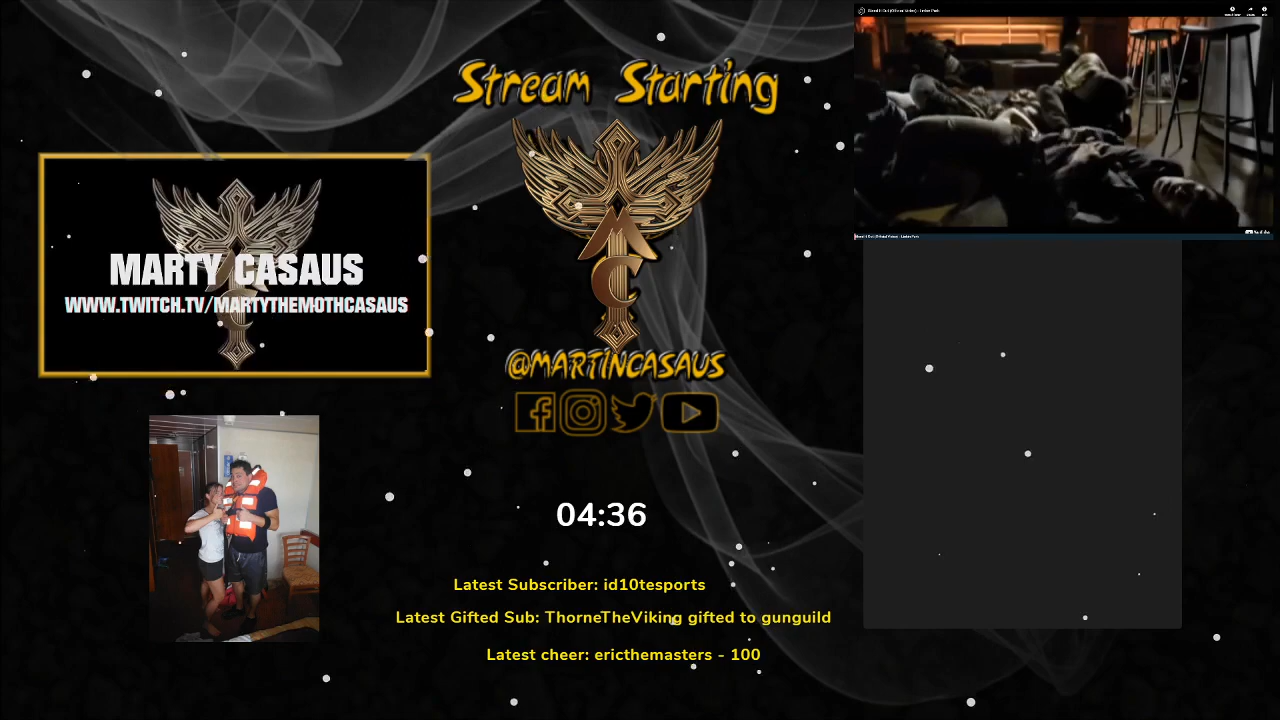 Stream Starting
MARTY CASAUS
WWW.TWITCH.TV/MARTYTHEMOTHCASAUS
MC
@MARTINCASAUS
04:36
Latest Subscriber: id10tesports
Latest Gifted Sub: ThorneTheViking gifted to gunguild
Latest cheer: ericthemasters - 100